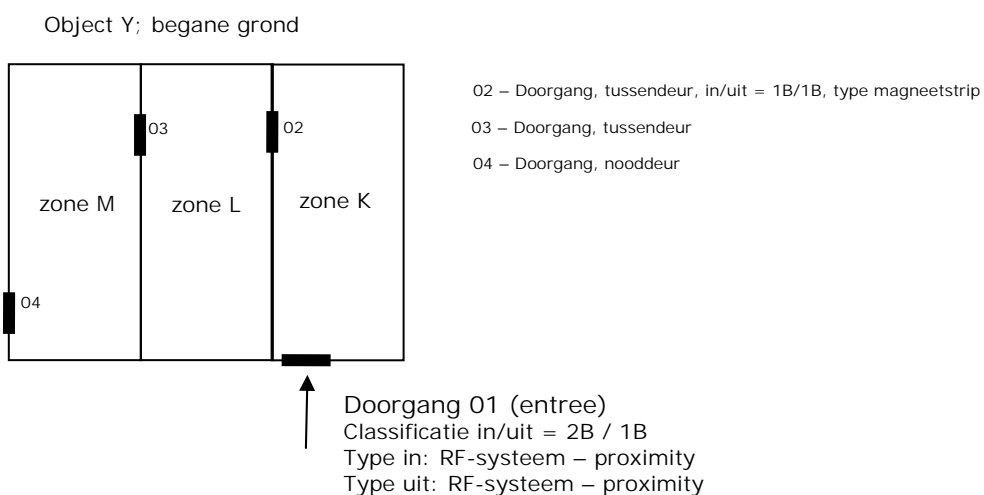 Object Y; begane grond
02 – Doorgang, tussendeur, in/uit = 1B/1B, type magneetstrip
03 – Doorgang, tussendeur
04 – Doorgang, nooddeur
03
02
zone M
zone L
zone K
04
Doorgang 01 (entree)
Classificatie in/uit = 2B / 1B
Type in: RF-systeem – proximity
Type uit: RF-systeem – proximity